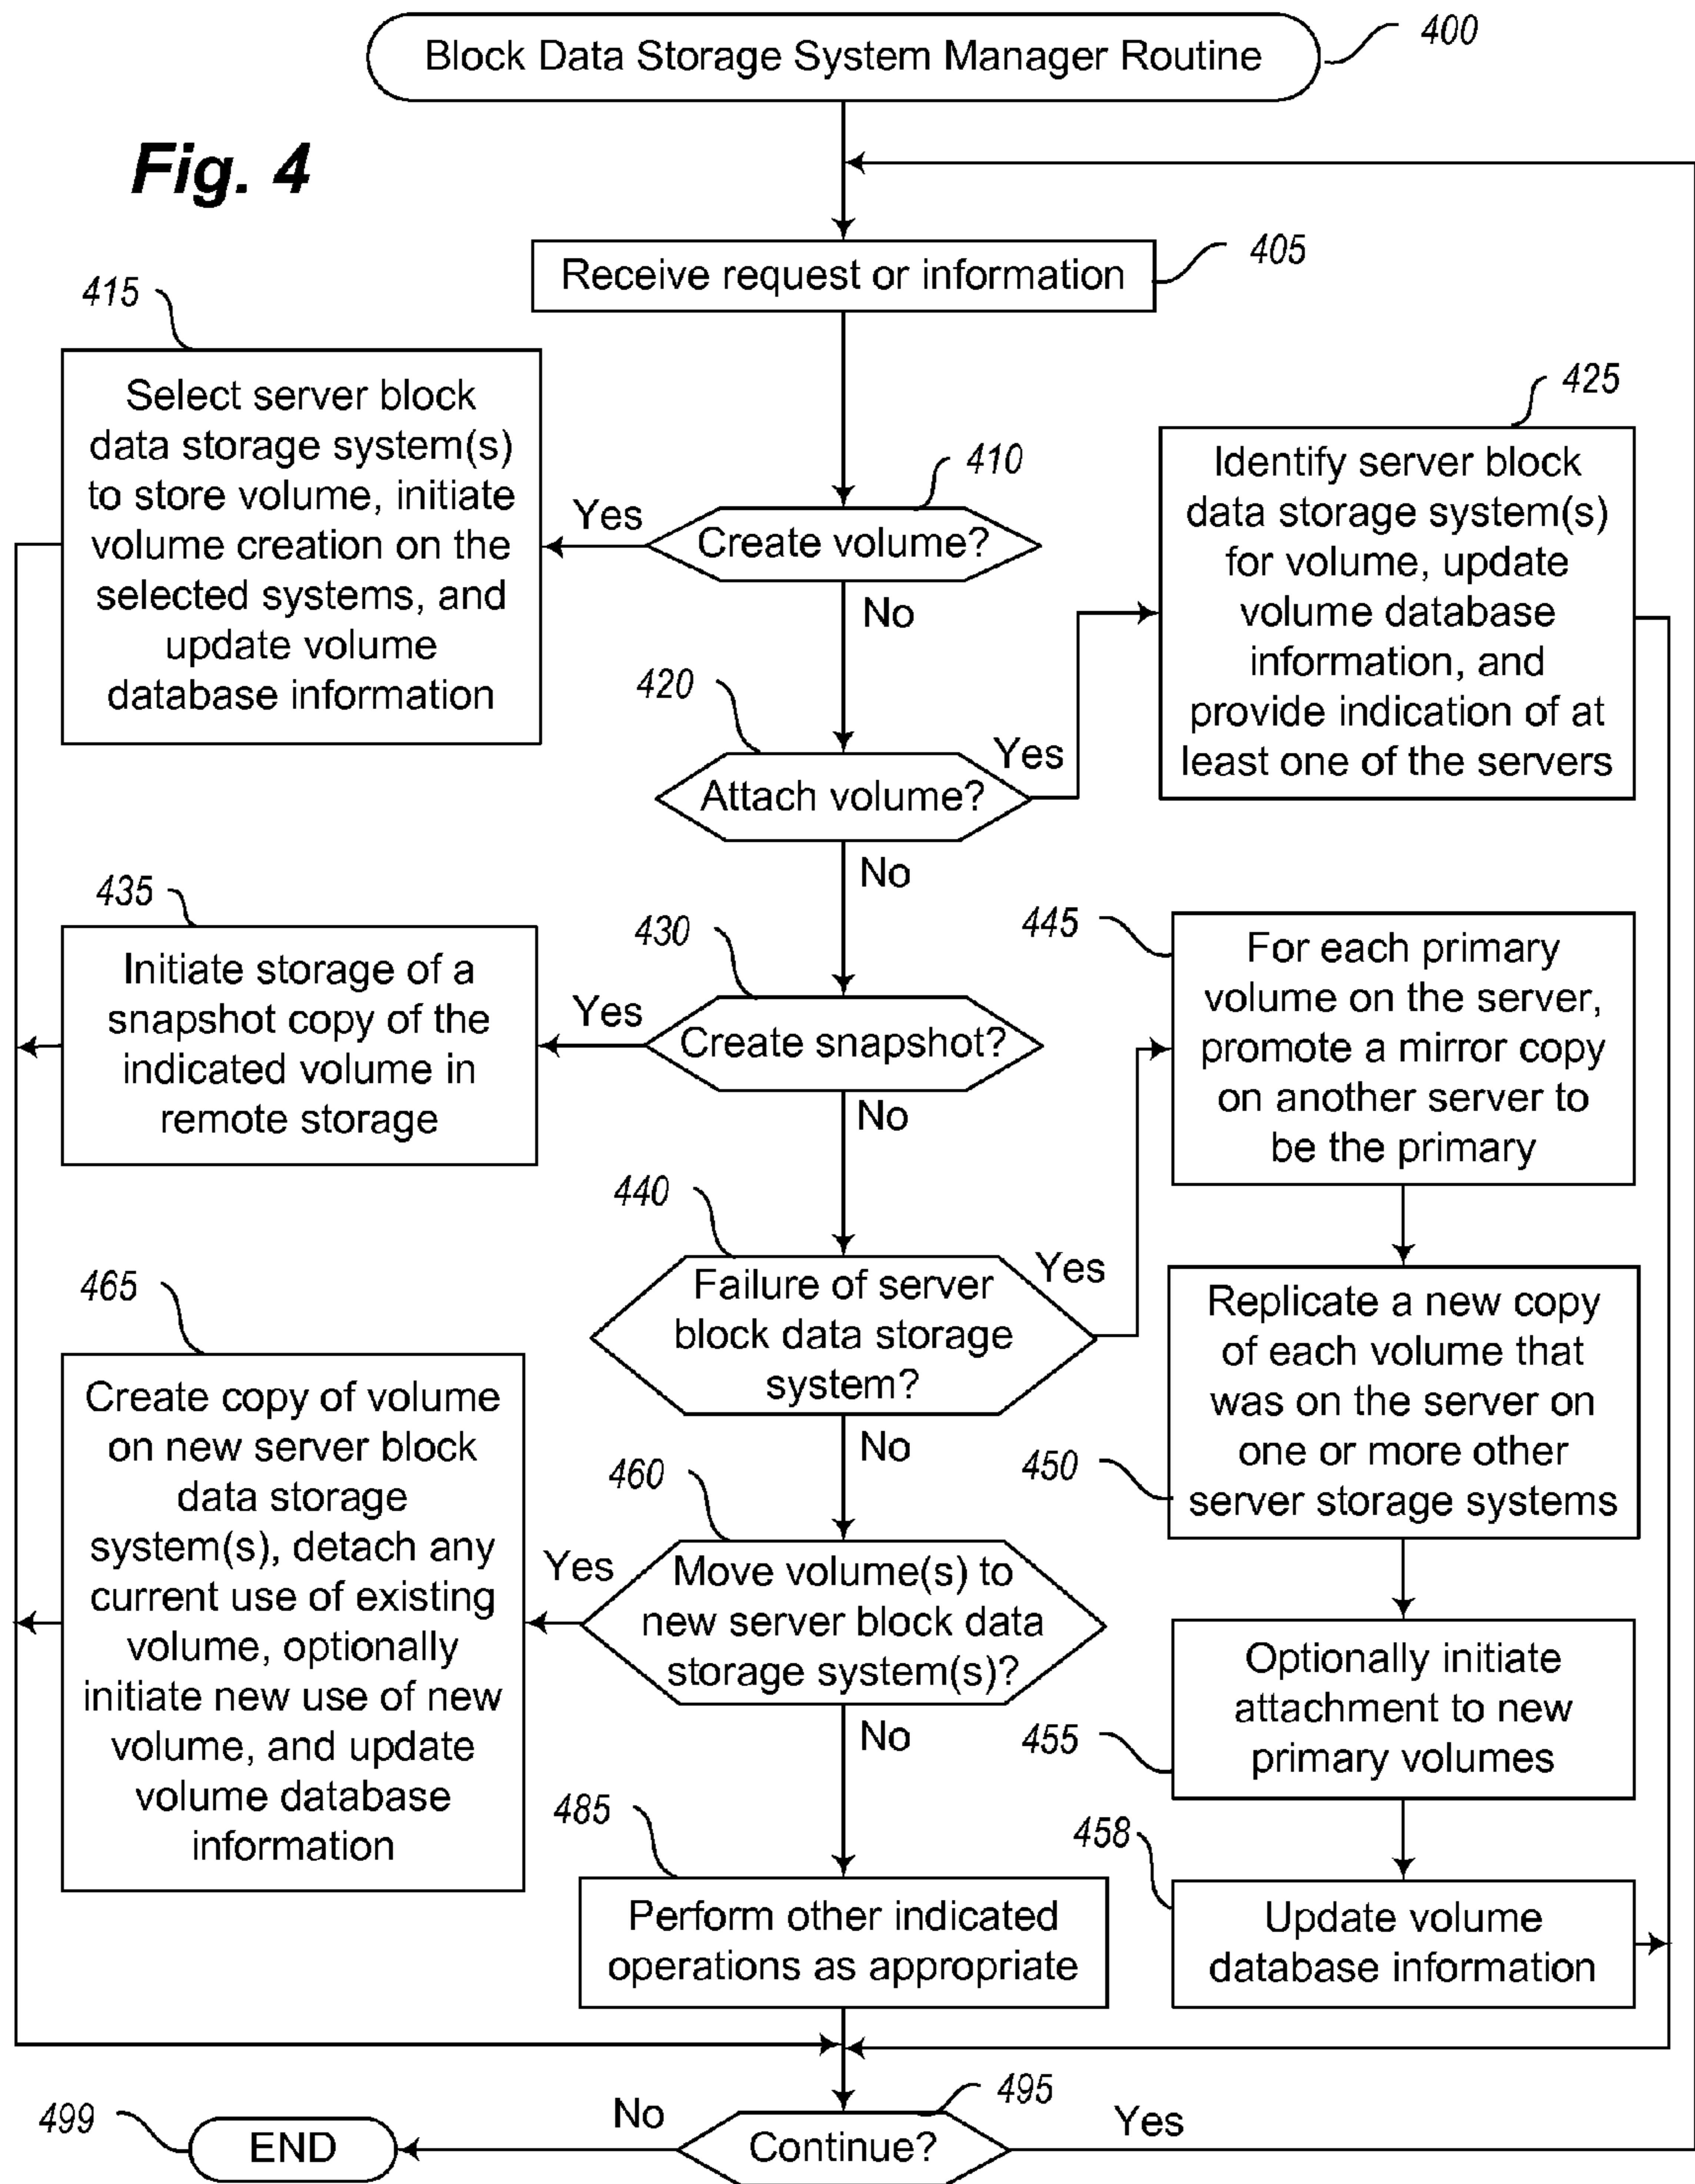 Block Data Storage System Manager Routine
400
Fig. 4
Receive request or information
405
415
Select server block
data storage system(s)
to store volume, initiate
volume creation on the
selected systems, and
update volume
database information
Yes
410
Create volume?
No
425
Identify server block
data storage system(s)
for volume, update
volume database
information, and
provide indication of at
least one of the servers
420
Yes
Attach volume?
No
435
Initiate storage of a
snapshot copy of the
indicated volume in
remote storage
430
Yes
Create snapshot?
No
445
For each primary
volume on the server,
promote a mirror copy
on another server to
be the primary
440
Failure of server
block data storage
system?
Yes
No
450
Replicate a new copy
of each volume that
was on the server on
one or more other
server storage systems
465
Create copy of volume
on new server block
data storage
system(s), detach any
current use of existing
volume, optionally
initiate new use of new
volume, and update
volume database
information
460
Yes
Move volume(s) to
new server block data
storage system(s)?
No
455
Optionally initiate
attachment to new
primary volumes
485
Perform other indicated
operations as appropriate
458
Update volume
database information
495
Continue?
No
Yes
499
END